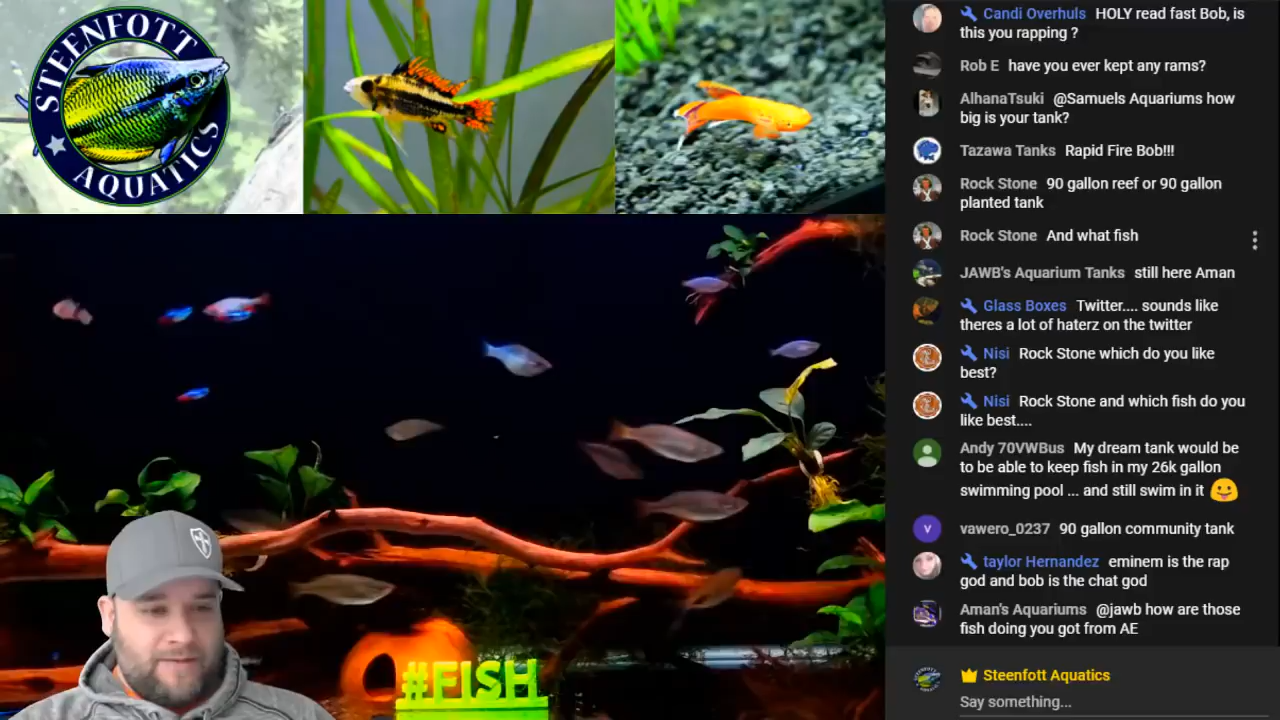 STEENFOTT
AQUATICS
#FISH
Candi Overhuls HOLY read fast Bob, is
this you rapping ?
Rob E have you ever kept any rams?
AlhanaTsuki @Samuels Aquariums how
big is your tank?
Tazawa Tanks Rapid Fire Bob!!!
Rock Stone 90 gallon reef or 90 gallon
planted tank
Rock Stone And what fish
JAWB's Aquarium Tanks still here Aman
Glass Boxes Twitter.... sounds like
theres a lot of haterz on the twitter
Nisi Rock Stone which do you like
best?
Nisi Rock Stone and which fish do you
like best....
Andy 70VWBus My dream tank would be
to be able to keep fish in my 26k gallon
swimming pool ... and still swim in it 😛
V
vawero_0237 90 gallon community tank
taylor Hernandez eminem is the rap
god and bob is the chat god
Aman's Aquariums @jawb how are those
fish doing you got from AE
Steenfott Aquatics
Say something...